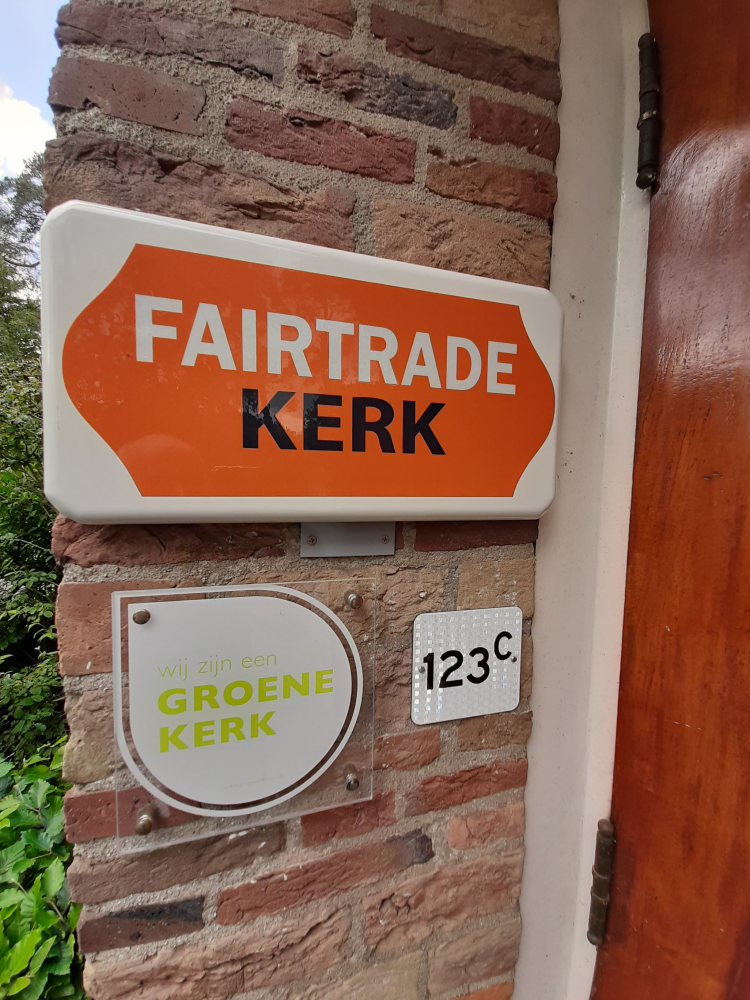 FAIRTRADE
KERK
wij zijn een
GROENE
KERK
123C